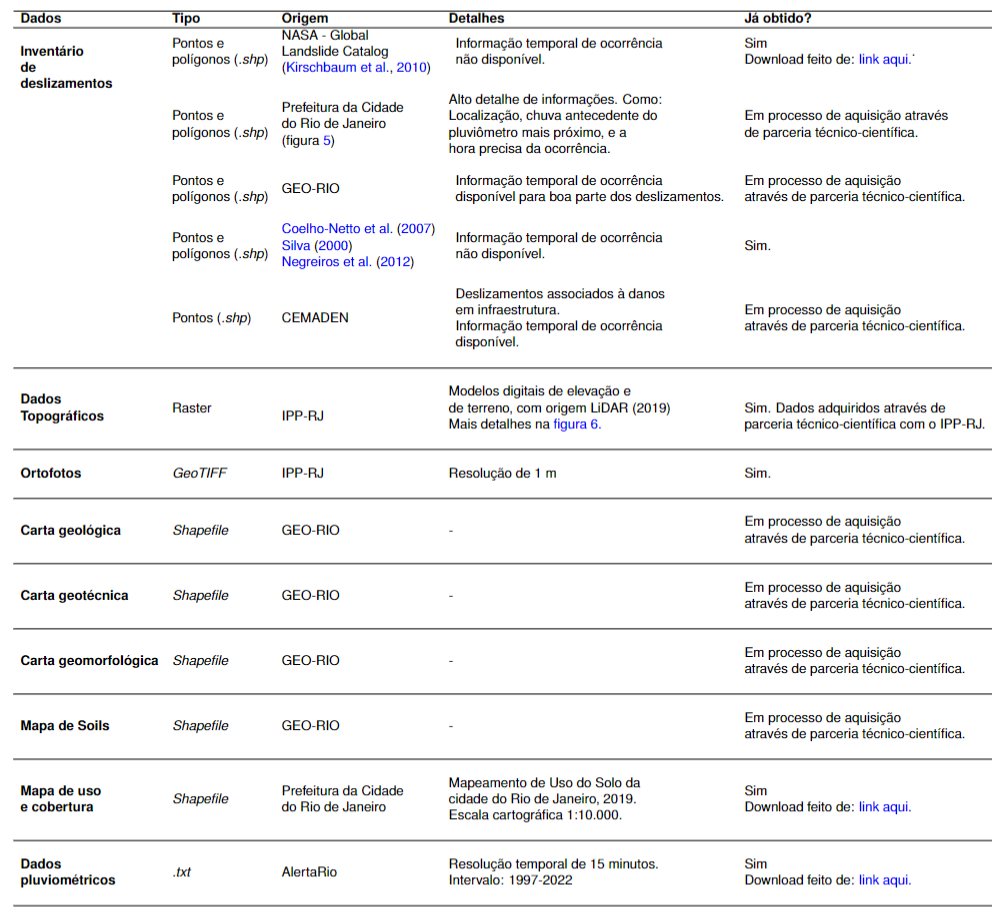 Dados Tipo Origem Detalhes Já obtido?
Inventário
de
deslizamentos
Pontos e
polígonos (.shp)
NASA - Global
Landslide Catalog
(Kirschbaum et al., 2010)
Informação temporal de ocorrência
não disponível.
Sim
Download feito de: link aqui.
Pontos e
polígonos (.shp)
Prefeitura da Cidade
do Rio de Janeiro
(figura 5)
Alto detalhe de informações. Como:
Localização, chuva antecedente do
pluviômetro mais próximo, e a
hora precisa da ocorrência.
Em processo de aquisição através
de parceria técnico-científica.
Pontos e
polígonos (.shp)
GEO-RIO
Informação temporal de ocorrência
disponível para boa parte dos deslizamentos.
Em processo de aquisição
através de parceria técnico-científica.
Pontos e
polígonos (.shp)
Coelho-Netto et al. (2007)
Silva (2000)
Negreiros et al. (2012)
Informação temporal de ocorrência
não disponível.
Sim.
Pontos (.shp)
CEMADEN
Deslizamentos associados à danos
em infraestrutura.
Informação temporal de ocorrência
disponível.
Em processo de aquisição
através de parceria técnico-científica.
Dados
Topográficos
Raster
IPP-RJ
Modelos digitais de elevação e
de terreno, com origem LiDAR (2019)
Mais detalhes na figura 6.
Sim. Dados adquiridos através de
parceria técnico-científica com o IPP-RJ.
Ortofotos
GeoTIFF
IPP-RJ
Resolução de 1 m
Sim.
Carta geológica
Shapefile
GEO-RIO
-
Em processo de aquisição
através de parceria técnico-científica.
Carta geotécnica
Shapefile
GEO-RIO
-
Em processo de aquisição
através de parceria técnico-científica.
Carta geomorfológica
Shapefile
GEO-RIO
-
Em processo de aquisição
através de parceria técnico-científica.
Mapa de Soils
Shapefile
GEO-RIO
-
Em processo de aquisição
através de parceria técnico-científica.
Mapa de uso
e cobertura
Shapefile
Prefeitura da Cidade
do Rio de Janeiro
Mapeamento de Uso do Solo da
cidade do Rio de Janeiro, 2019.
Escala cartográfica 1:10.000.
Sim
Download feito de: link aqui.
Dados
pluviométricos
.txt
AlertaRio
Resolução temporal de 15 minutos.
Intervalo: 1997-2022
Sim
Download feito de: link aqui.